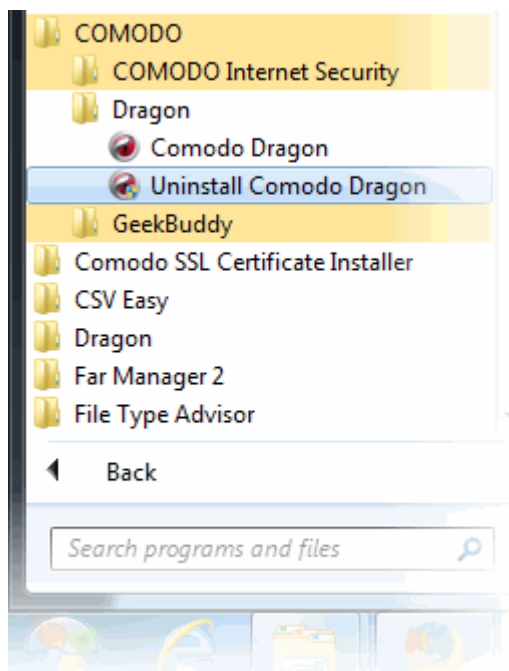 COMODO
COMODO Internet Security
Dragon
Comodo Dragon
Uninstall Comodo Dragon
GeekBuddy
Comodo SSL Certificate Installer
CSV Easy
Dragon
Far Manager 2
File Type Advisor
Back
Search programs and files